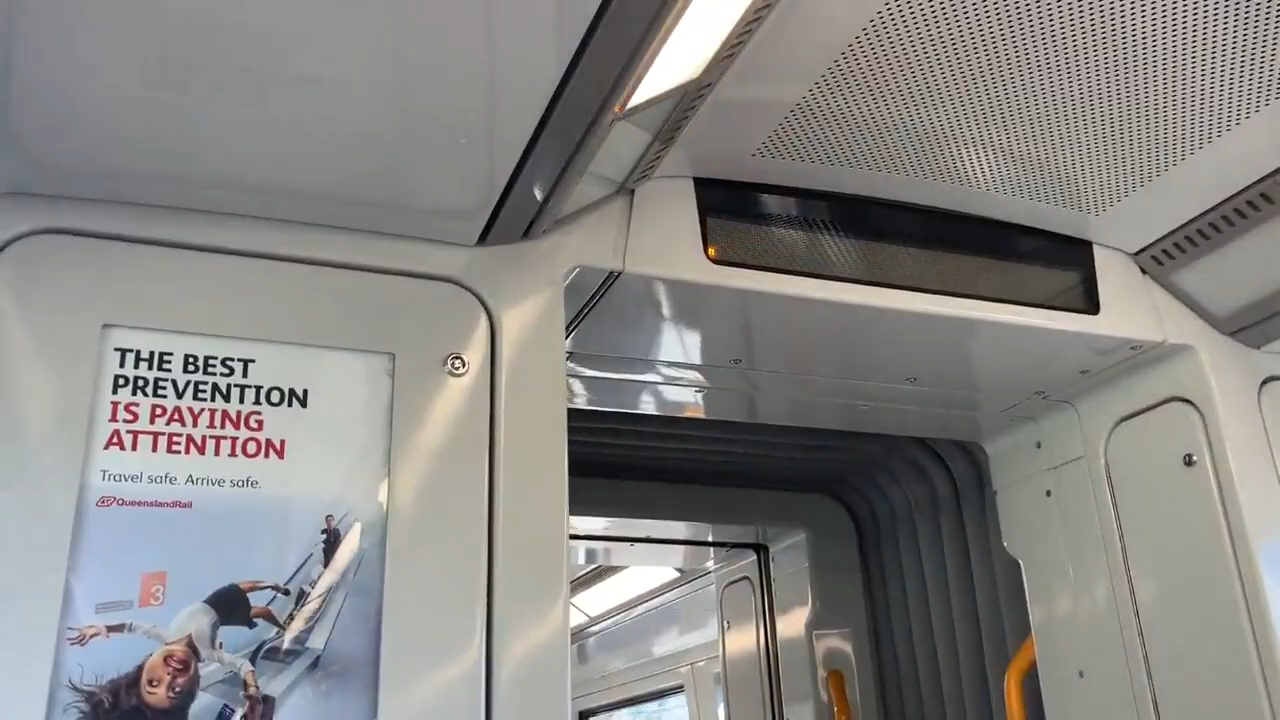 THE BEST
PREVENTION
IS PAYING
ATTENTION
Travel safe. Arrive safe.
QueenslandRail
3